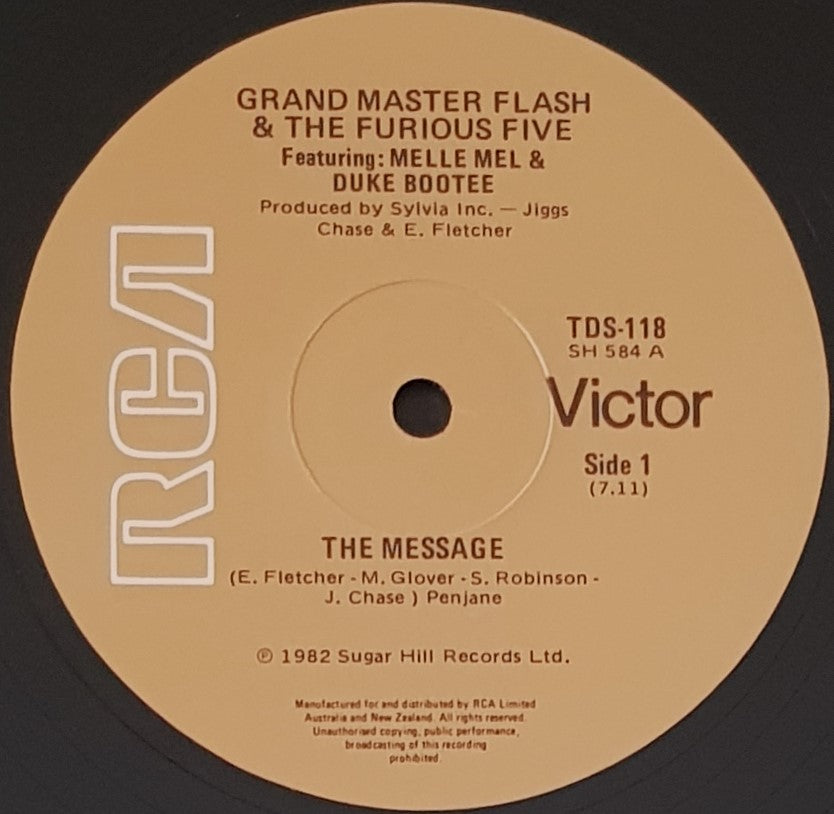 GRAND MASTER FLASH
& THE FURIOUS FIVE
Featuring: MELLE MEL &
DUKE BOOTEE
Produced by Sylvia Inc. — Jiggs
Chase & E. Fletcher
RCA
TDS-118
SH 584 A
Victor
Side 1
(7.11)
THE MESSAGE
(E. Fletcher - M. Glover - S. Robinson -
J. Chase ) Penjane
℗ 1982 Sugar Hill Records Ltd.
Manufactured for and distributed by RCA Limited
Australia and New Zealand. All rights reserved.
Unauthorised copying, public performance,
broadcasting of this recording
prohibited.